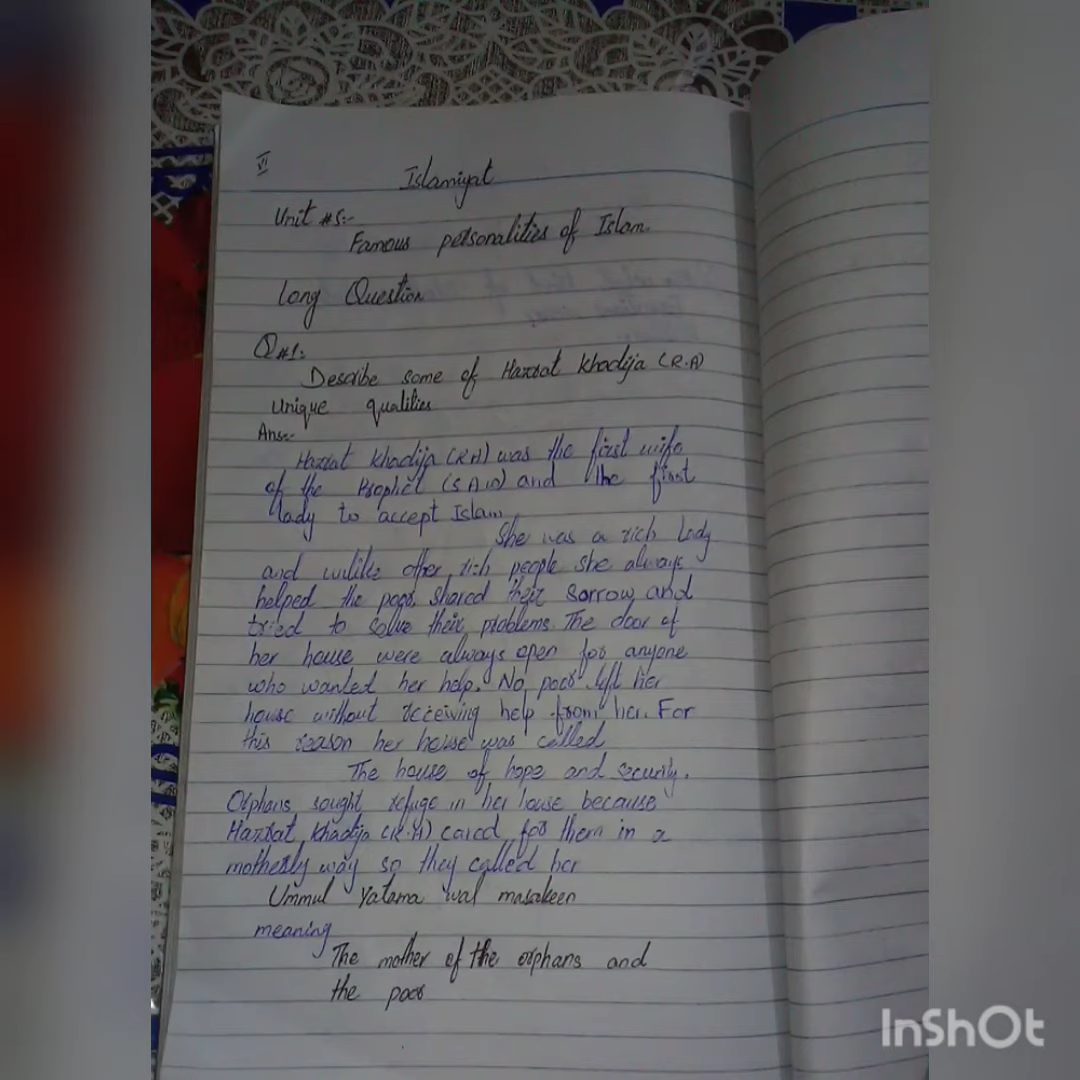 VI
Islamiyat
Unit #5:-
Famous personalities of Islam
Long Question
Q#1:
Describe some of Hazrat Khadija (R.A)
Unique qualities
Ans:-
Hazrat Khadija (R.A) was the first wife
of the Prophet (S.A.W) and the first
lady to accept Islam
She was a rich Lady
and unlike other rich people she always
helped the poor, shared their sorrow and
tried to solve their problems. The door of
her house were always open for anyone
who wanted her help. No poor left her
house without receiving help from her. For
this reason her house was called
The house of hope and security.
Orphans sought refuge in her house because
Hazrat Khadija (R.A) cared for them in a
motherly way so they called her
Ummul Yatama wal masakeen
meaning
The mother of the orphans and
the poor
InShOt